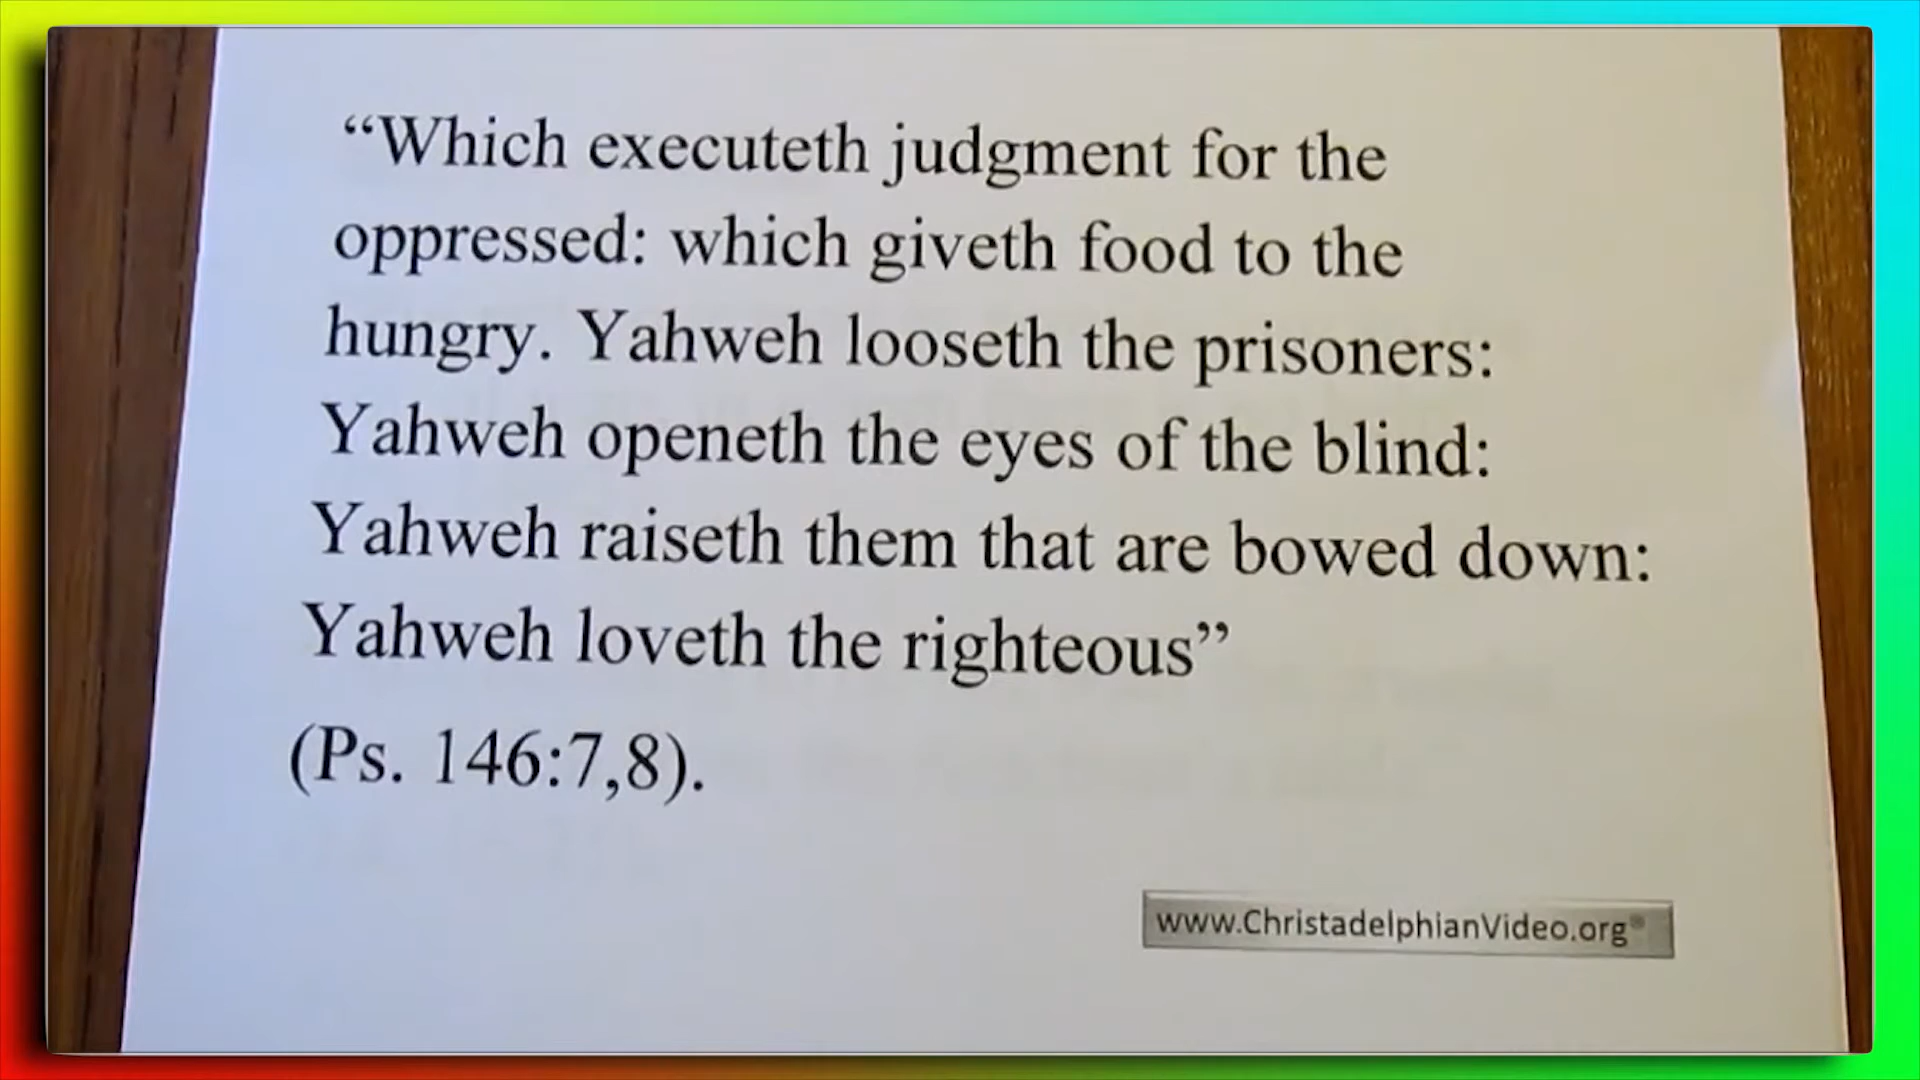 “Which executeth judgment for the
oppressed: which giveth food to the
hungry. Yahweh looseth the prisoners:
Yahweh openeth the eyes of the blind:
Yahweh raiseth them that are bowed down:
Yahweh loveth the righteous”
(Ps. 146:7,8).
www.ChristadelphianVideo.org®